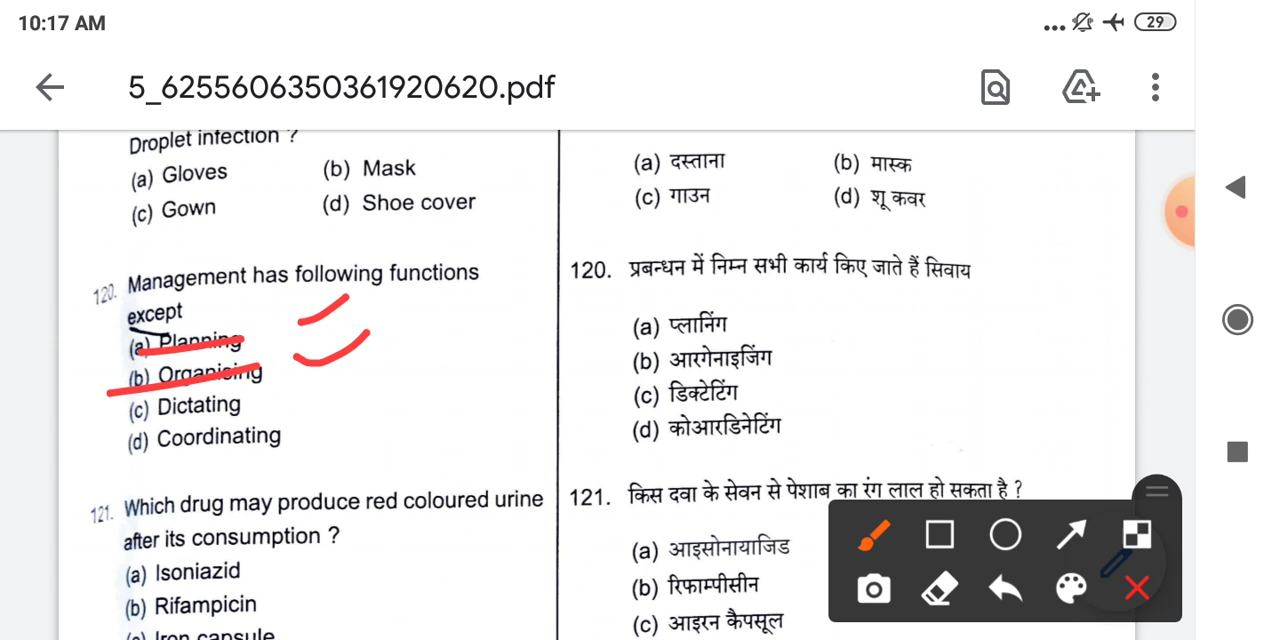 10:17 AM
29
5_6255606350361920620.pdf
Droplet infection ?
(a) Gloves (b) Mask
(c) Gown (d) Shoe cover
120. Management has following functions
except
(a) Planning
(b) Organising
(c) Dictating
(d) Coordinating
121. Which drug may produce red coloured urine
after its consumption ?
(a) Isoniazid
(b) Rifampicin
(c) Iron capsule
(a) दस्ताना (b) मास्क
(c) गाउन (d) शू कवर
120. प्रबन्धन में निम्न सभी कार्य किए जाते हैं सिवाय
(a) प्लानिंग
(b) आरगेनाइजिंग
(c) डिक्टेटिंग
(d) कोआरडिनेटिंग
121. किस दवा के सेवन से पेशाब का रंग लाल हो सकता है ?
(a) आइसोनायाजिड
(b) रिफाम्पीसीन
(c) आइरन कैपसूल